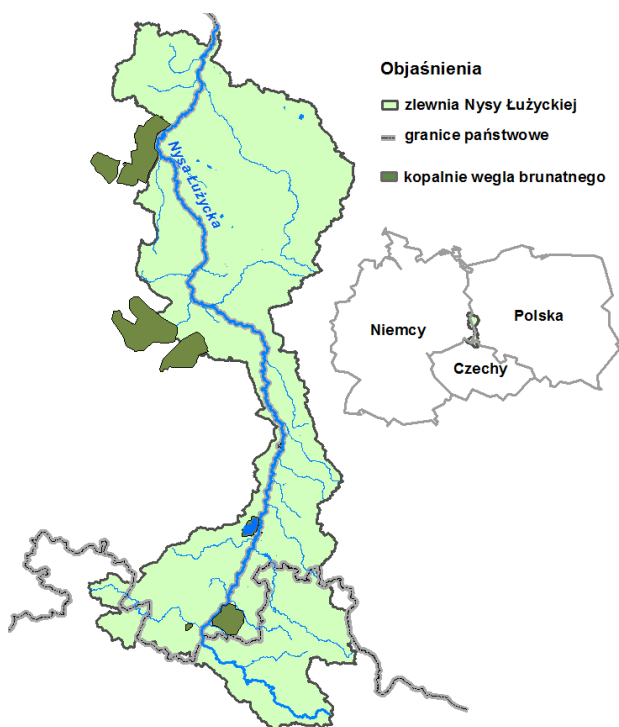 Objaśnienia
zlewnia Nysy Łużyckiej
granice państwowe
kopalnie wegla brunatnego
Nysa Łużycka
Niemcy
Polska
Czechy